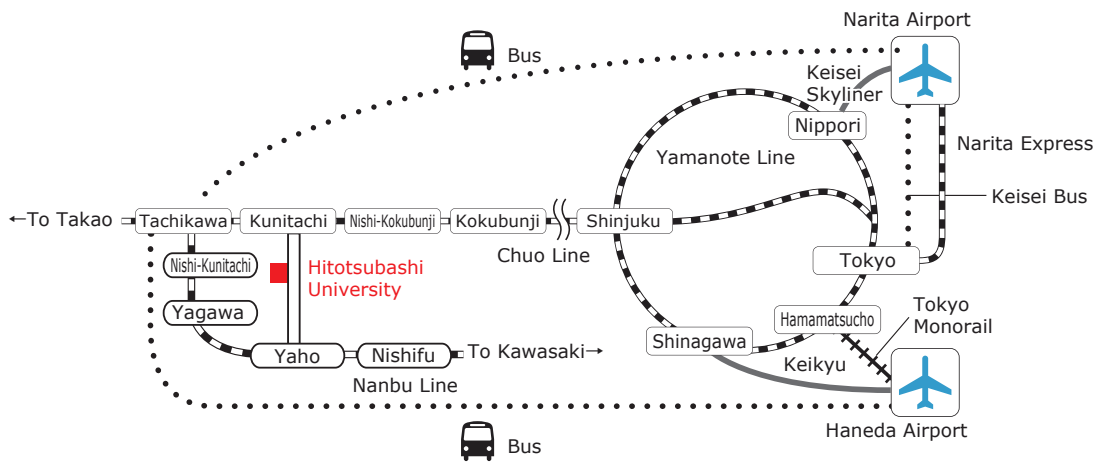 Narita Airport
Bus
Keisei
Skyliner
Nippori
Narita Express
Yamanote Line
Keisei Bus
←To Takao
Tachikawa
Kunitachi
Nishi-Kokubunji
Kokubunji
Shinjuku
Chuo Line
Nishi-Kunitachi
Hitotsubashi
University
Tokyo
Yagawa
Hamamatsucho
Tokyo
Monorail
Shinagawa
Yaho
Nishifu
To Kawasaki→
Keikyu
Nanbu Line
Haneda Airport
Bus